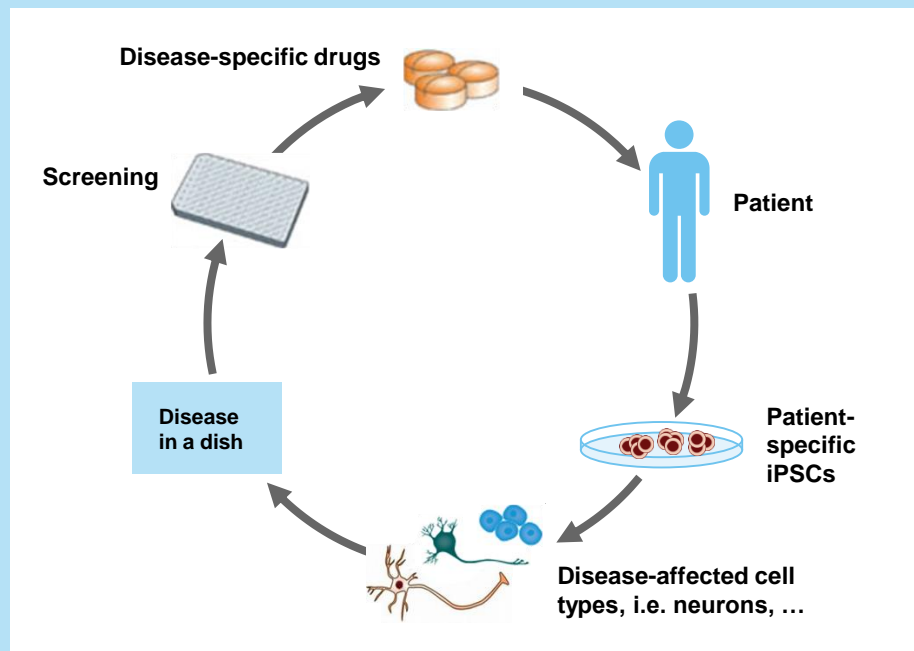 Disease-specific drugs
Screening
Patient
Disease
in a dish
Patient-
specific
iPSCs
Disease-affected cell
types, i.e. neurons, …